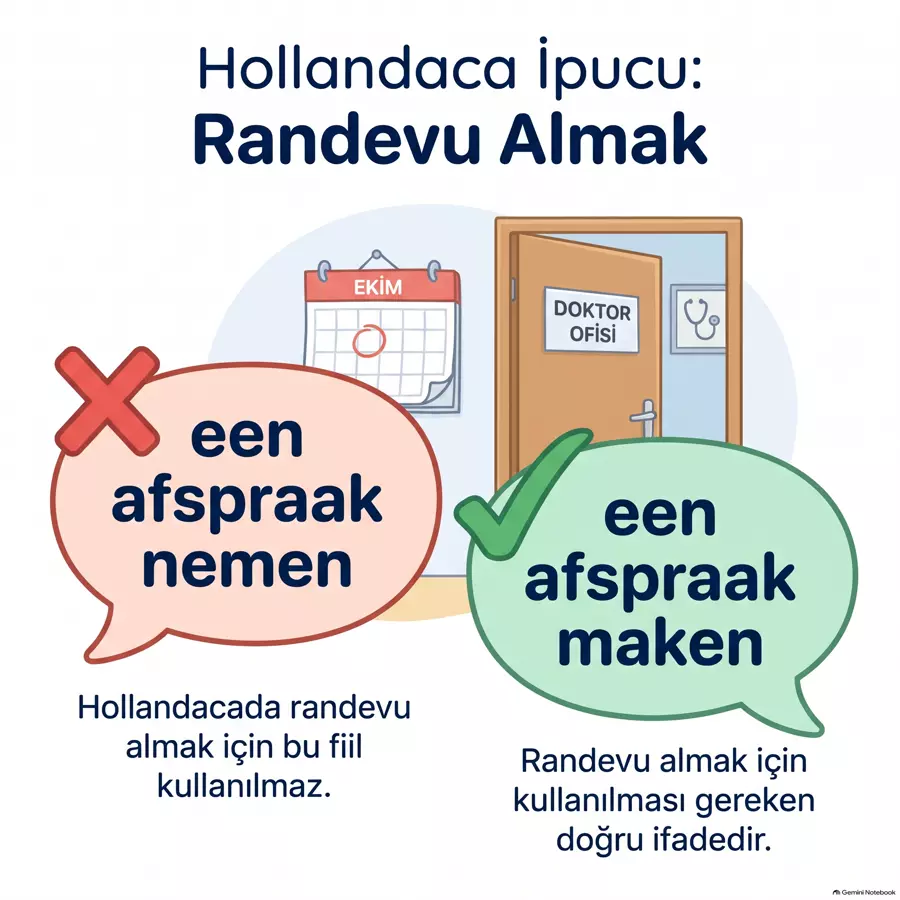 Hollandaca İpucu:
Randevu Almak
EKİM
DOKTOR
OFİSİ
een
afspraak
nemen
een
afspraak
maken
Hollandacada randevu
almak için bu fiil
kullanılmaz.
Randevu almak için
kullanılması gereken
doğru ifadedir.
Gemini Notebook